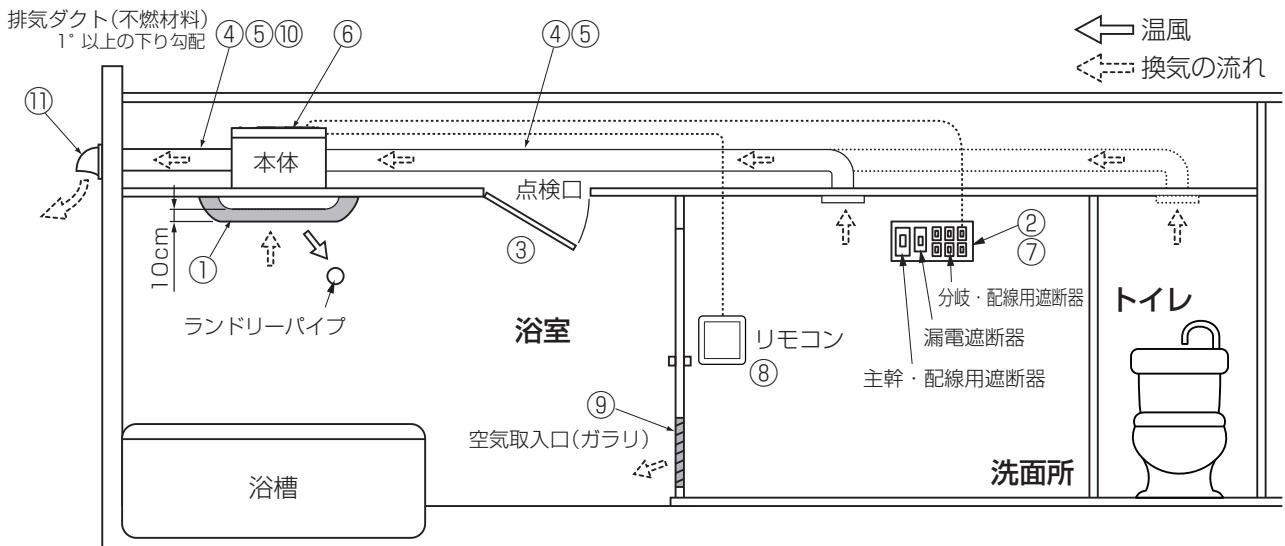 排気ダクト(不燃材料)
1°以上の下り勾配
④⑤⑩
⑥
④⑤
温風
換気の流れ
⑪
本体
点検口
10cm
①
③
②
⑦
ランドリーパイプ
浴室
リモコン
⑧
分岐・配線用遮断器
漏電遮断器
主幹・配線用遮断器
トイレ
⑨
空気取入口(ガラリ)
洗面所
浴槽